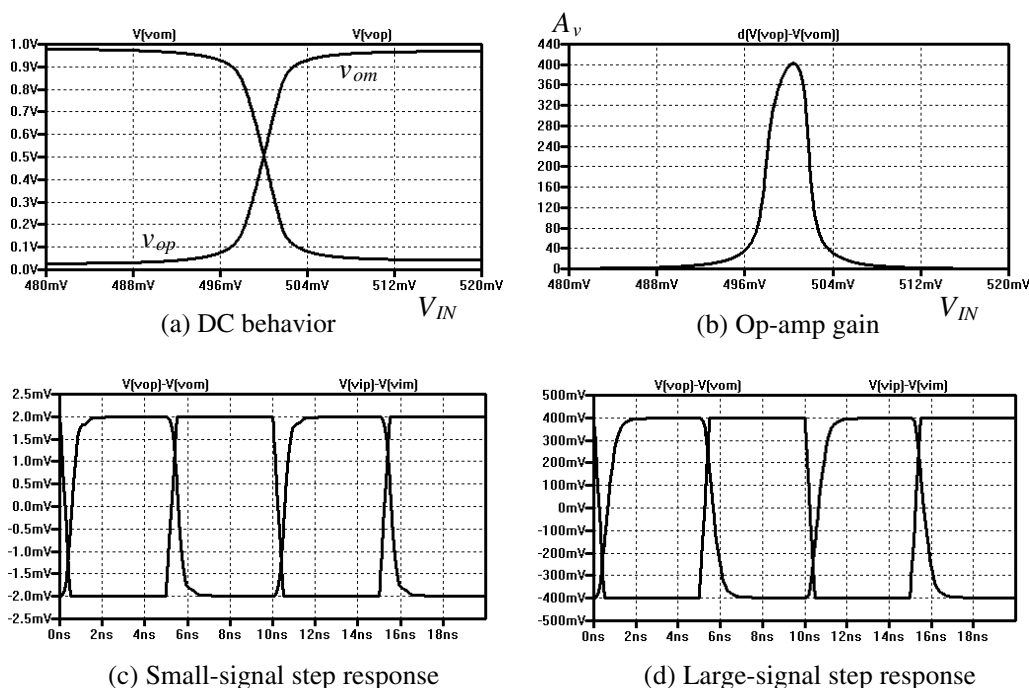 V(vom) V(vop)
1.0V
0.9V
0.8V
0.7V
0.6V
0.5V
0.4V
0.3V
0.2V
0.1V
0.0V
v_om
v_op
480mV 488mV 496mV 504mV 512mV 520mV
V_IN
(a) DC behavior
A_v
d(V(vop)-V(vom))
440
400
360
320
280
240
200
160
120
80
40
0
480mV 488mV 496mV 504mV 512mV 520mV
V_IN
(b) Op-amp gain
V(vop)-V(vom) V(vip)-V(vim)
2.5mV
2.0mV
1.5mV
1.0mV
0.5mV
0.0mV
-0.5mV
-1.0mV
-1.5mV
-2.0mV
-2.5mV
0ns 2ns 4ns 6ns 8ns 10ns 12ns 14ns 16ns 18ns
(c) Small-signal step response
V(vop)-V(vom) V(vip)-V(vim)
500mV
400mV
300mV
200mV
100mV
0mV
-100mV
-200mV
-300mV
-400mV
-500mV
0ns 2ns 4ns 6ns 8ns 10ns 12ns 14ns 16ns 18ns
(d) Large-signal step response